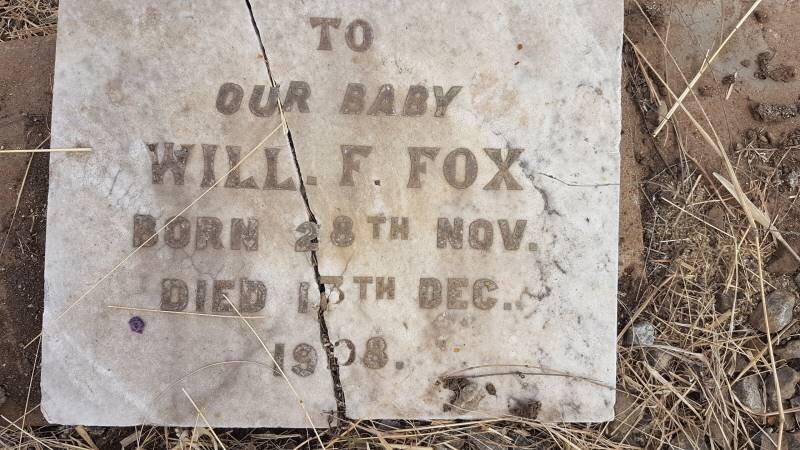 TO
OUR BABY
WILL. F. FOX
BORN 28TH NOV.
DIED 13TH DEC.
1908.